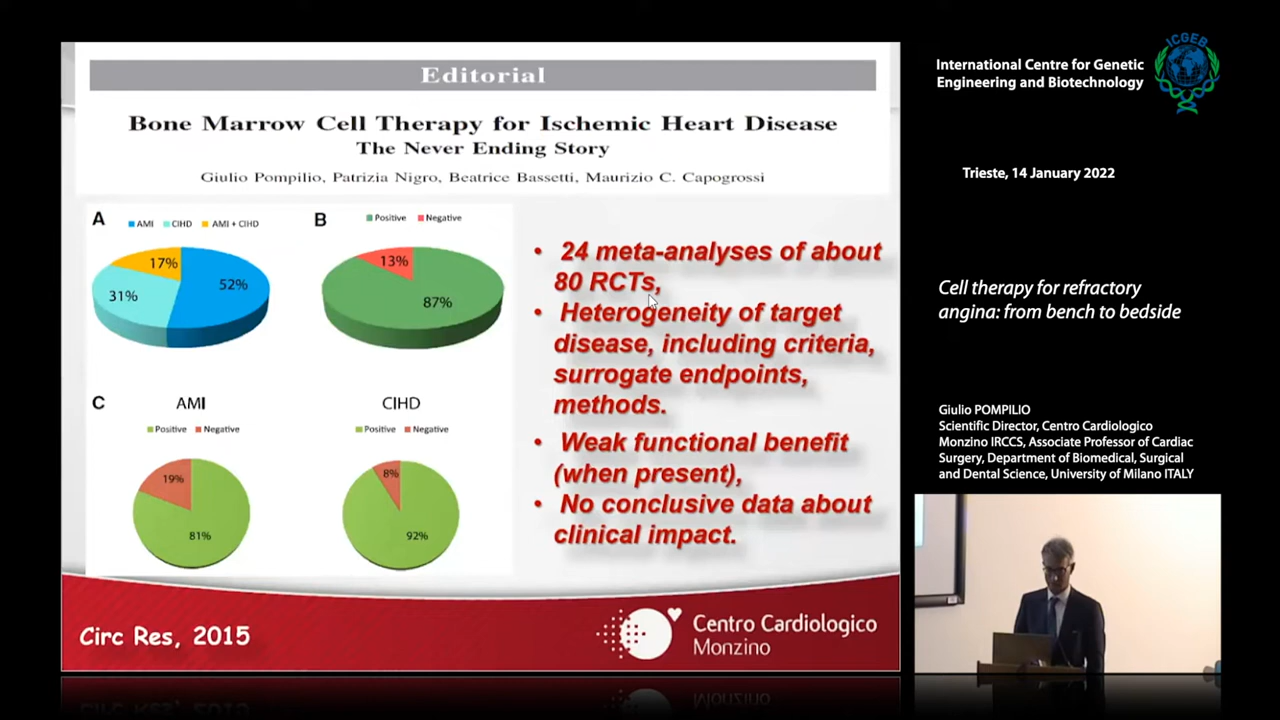 Editorial
Bone Marrow Cell Therapy for Ischemic Heart Disease
The Never Ending Story
Giulio Pompilio, Patrizia Nigro, Beatrice Bassetti, Maurizio C. Capogrossi
A
AMI CIHD AMI + CIHD
17%
52%
31%
B
Positive Negative
13%
87%
C
AMI
Positive Negative
19%
81%
CIHD
Positive Negative
8%
92%
• 24 meta-analyses of about
80 RCTs,
• Heterogeneity of target
disease, including criteria,
surrogate endpoints,
methods.
• Weak functional benefit
(when present),
• No conclusive data about
clinical impact.
Circ Res, 2015
Centro Cardiologico
Monzino
International Centre for Genetic
Engineering and Biotechnology
ICGEB
Trieste, 14 January 2022
Cell therapy for refractory
angina: from bench to bedside
Giulio POMPILIO
Scientific Director, Centro Cardiologico
Monzino IRCCS, Associate Professor of Cardiac
Surgery, Department of Biomedical, Surgical
and Dental Science, University of Milano ITALY